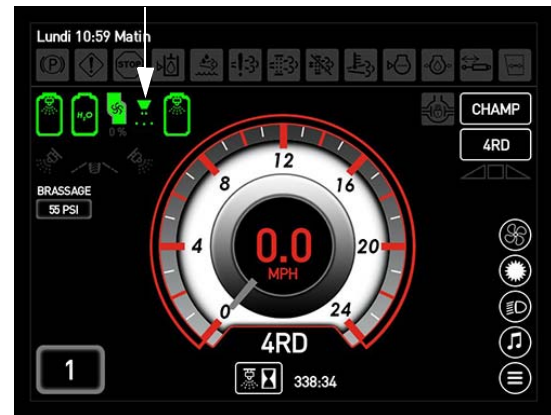 Lundi 10:59 Matin
(P)
STOP
H₂O
0 %
CHAMP
4RD
BRASSAGE
55 PSI
12
8
16
4
20
0
24
0.0
MPH
4RD
1
338:34